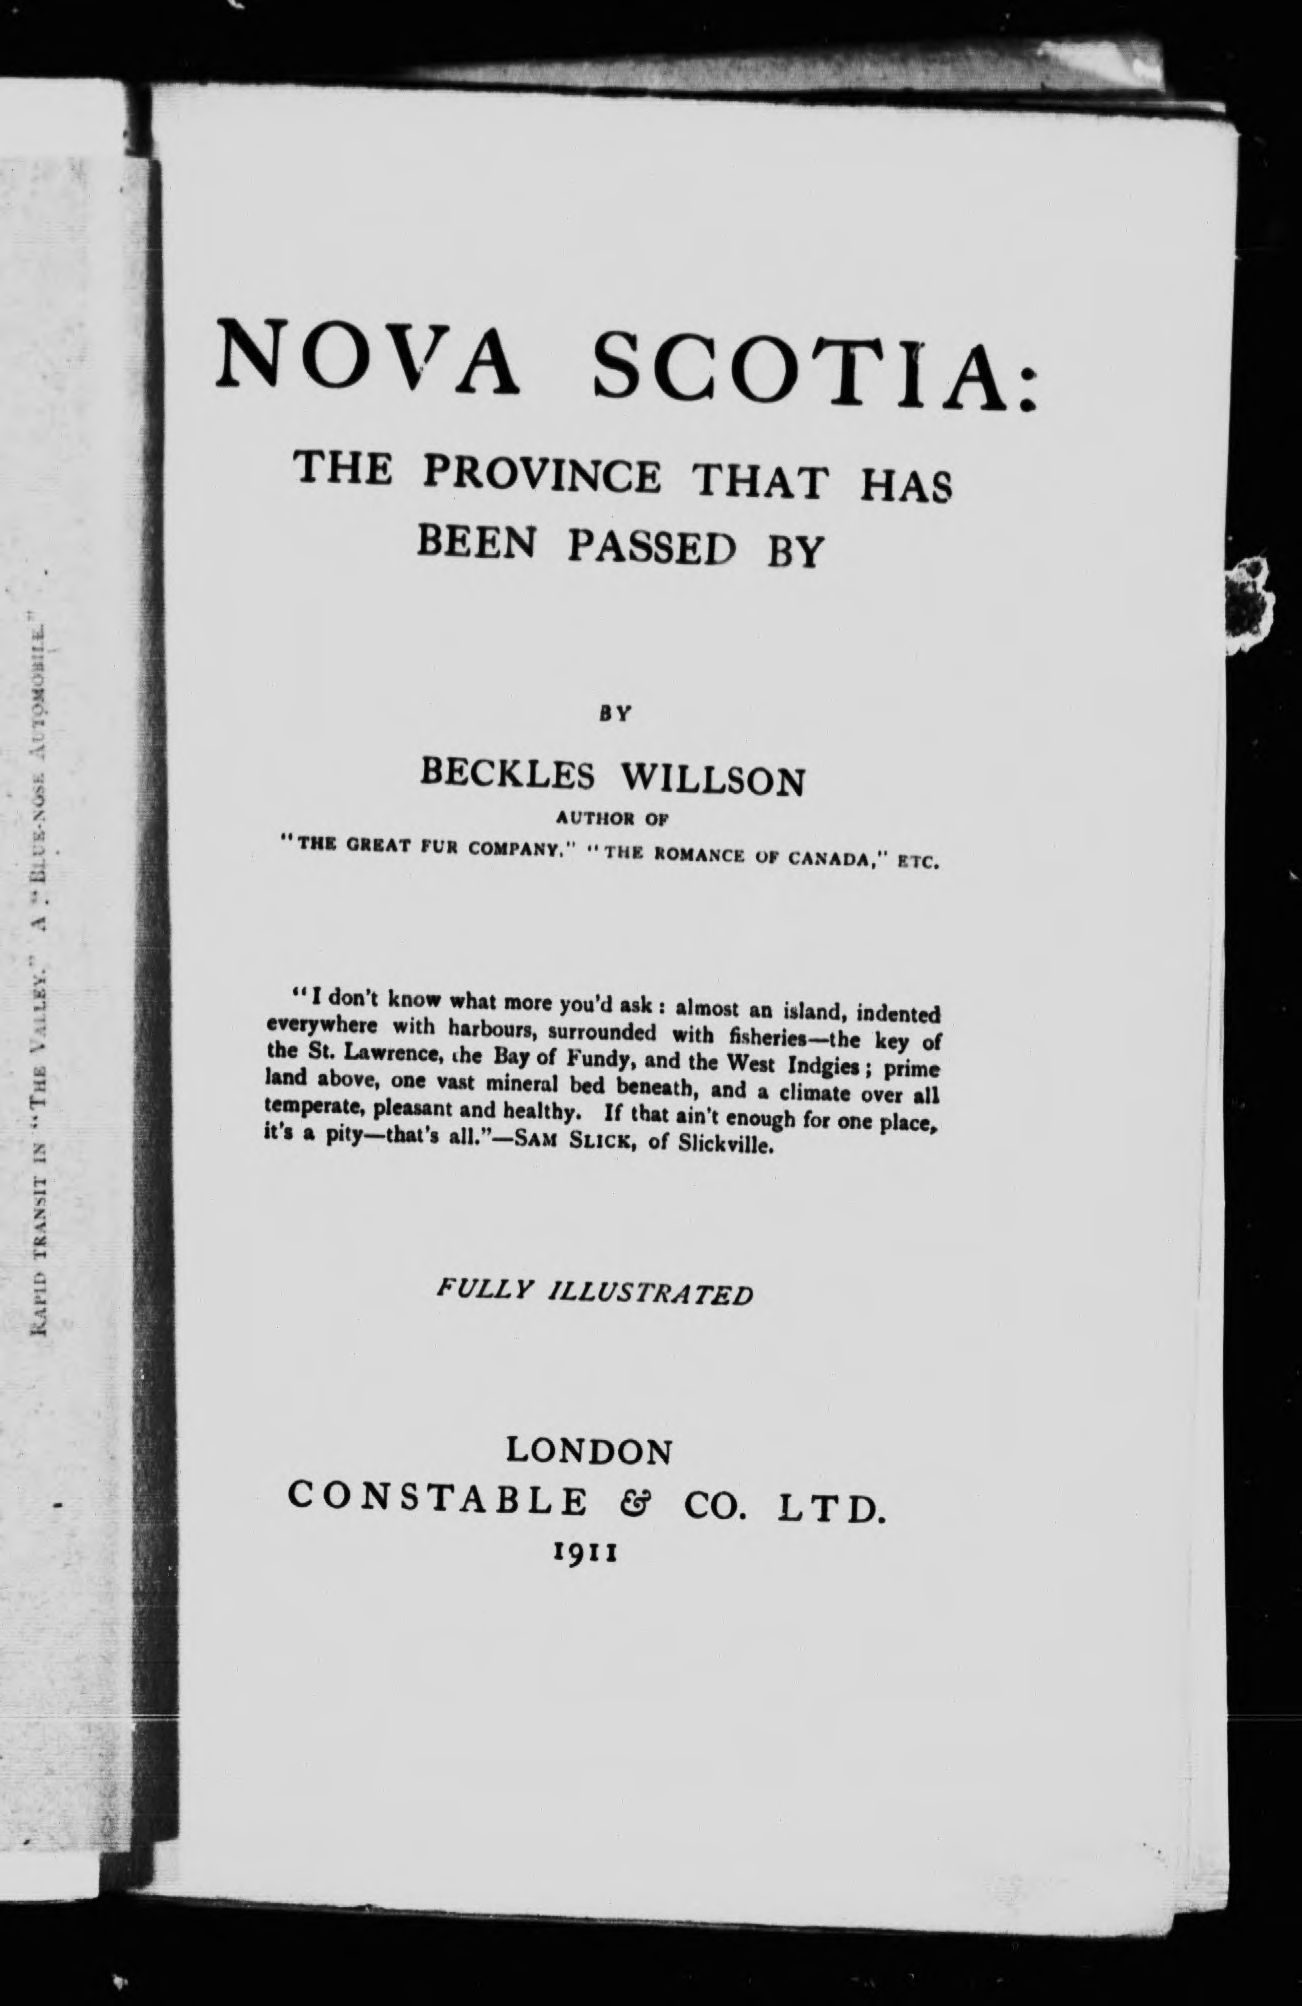 RAPID TRANSIT IN "THE VALLEY." A "BLUE-NOSE AUTOMOBILE."
NOVA SCOTIA:
THE PROVINCE THAT HAS
BEEN PASSED BY
BY
BECKLES WILLSON
AUTHOR OF
"THE GREAT FUR COMPANY," "THE ROMANCE OF CANADA," ETC.
"I don't know what more you'd ask: almost an island, indented
everywhere with harbours, surrounded with fisheries—the key of
the St. Lawrence, the Bay of Fundy, and the West Indgies; prime
land above, one vast mineral bed beneath, and a climate over all
temperate, pleasant and healthy. If that ain't enough for one place,
it's a pity—that's all."—SAM SLICK, of Slickville.
FULLY ILLUSTRATED
LONDON
CONSTABLE & CO. LTD.
1911